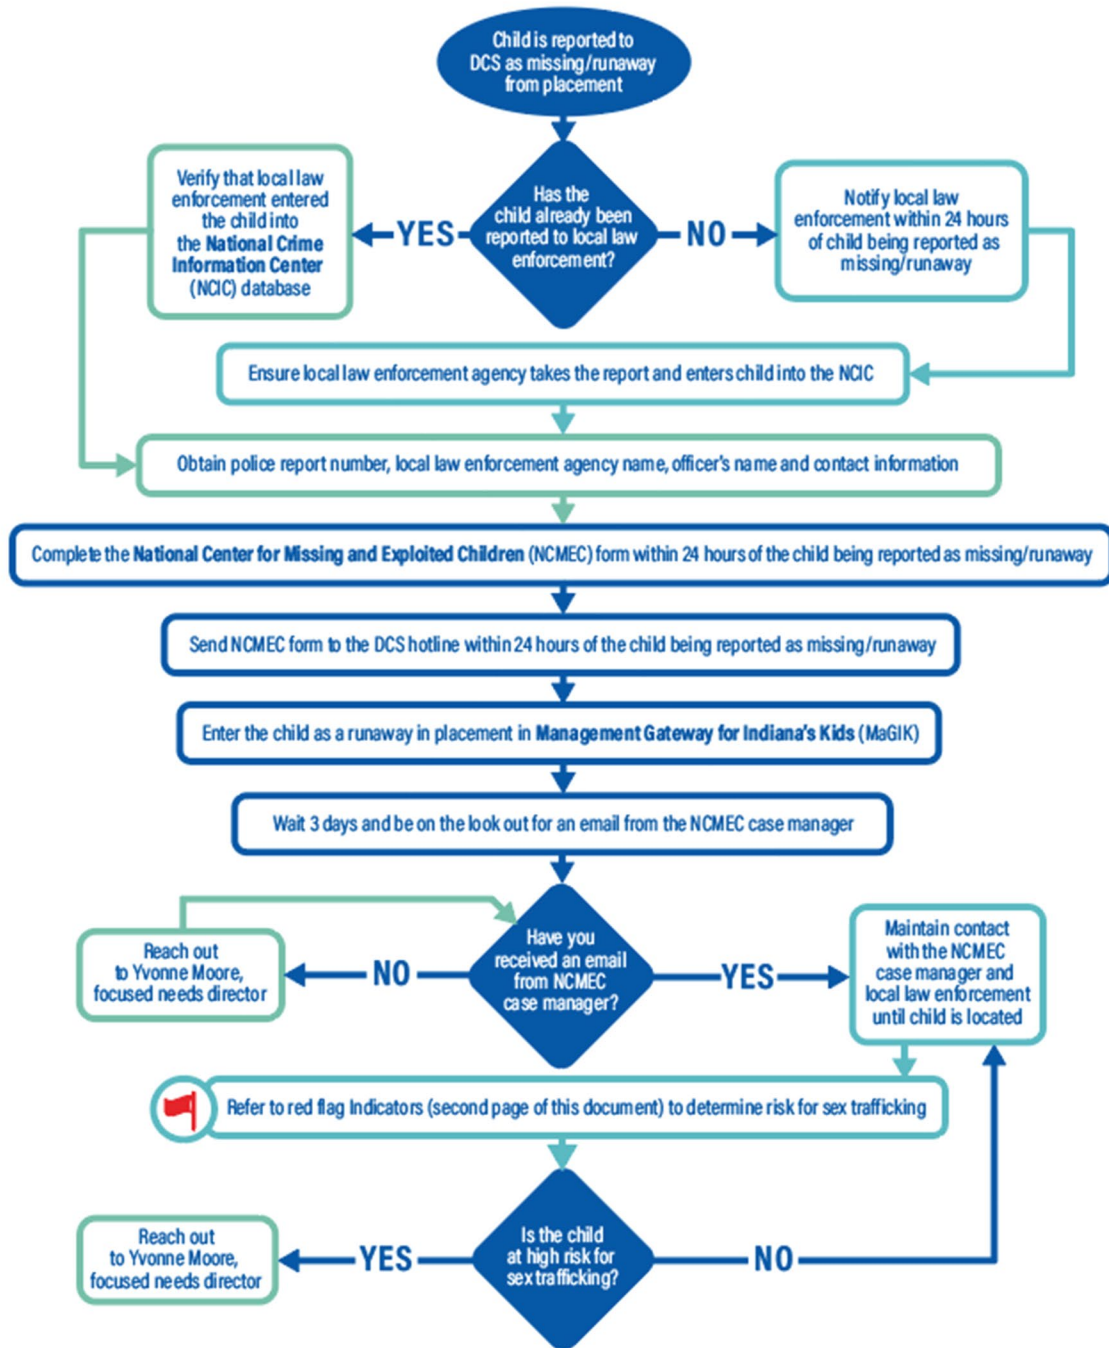 Child is reported to
DCS as missing/runaway
from placement
Has the
child already been
reported to local law
enforcement?
YES
Verify that local law
enforcement entered
the child into
the National Crime
Information Center
(NCIC) database
NO
Notify local law
enforcement within 24 hours
of child being reported as
missing/runaway
Ensure local law enforcement agency takes the report and enters child into the NCIC
Obtain police report number, local law enforcement agency name, officer's name and contact information
Complete the National Center for Missing and Exploited Children (NCMEC) form within 24 hours of the child being reported as missing/runaway
Send NCMEC form to the DCS hotline within 24 hours of the child being reported as missing/runaway
Enter the child as a runaway in placement in Management Gateway for Indiana's Kids (MaGIK)
Wait 3 days and be on the look out for an email from the NCMEC case manager
Have you
received an email
from NCMEC
case manager?
NO
Reach out
to Yvonne Moore,
focused needs director
YES
Maintain contact
with the NCMEC
case manager and
local law enforcement
until child is located
Refer to red flag Indicators (second page of this document) to determine risk for sex trafficking
Is the child
at high risk for
sex trafficking?
YES
Reach out
to Yvonne Moore,
focused needs director
NO